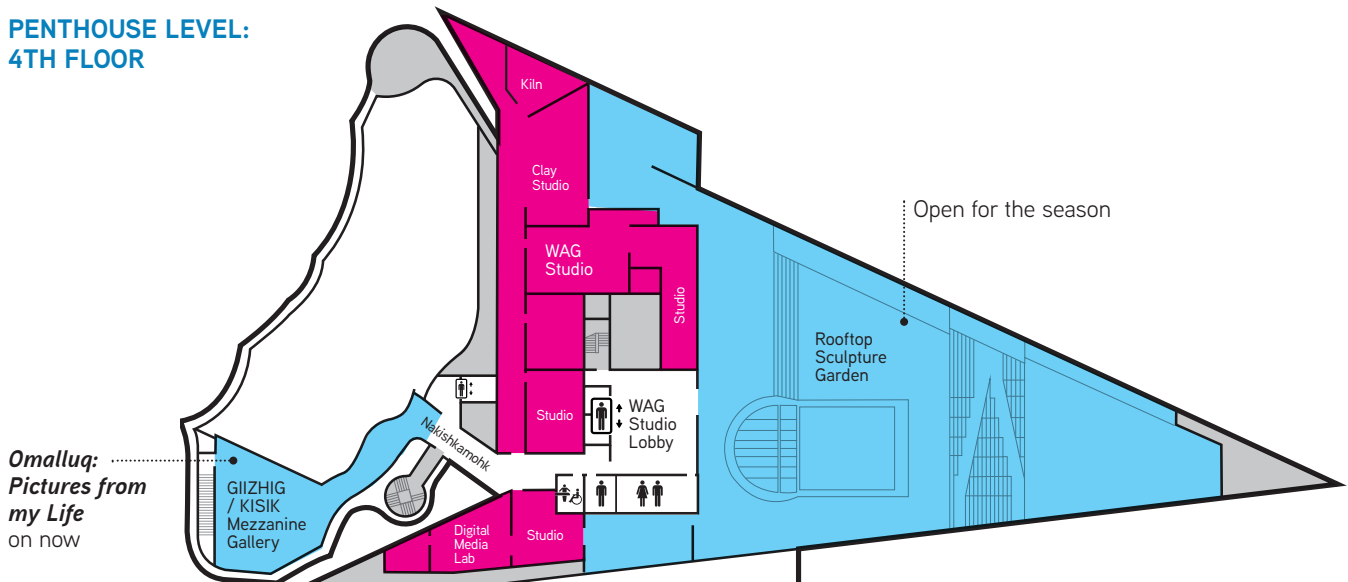 PENTHOUSE LEVEL:
4TH FLOOR
Kiln
Clay
Studio
WAG
Studio
Studio
Open for the season
Rooftop
Sculpture
Garden
Studio
WAG
Studio
Lobby
Nakishkamohk
Omalluq:
Pictures from
my Life
on now
GIIZHIG
/ KISIK
Mezzanine
Gallery
Digital
Media
Lab
Studio